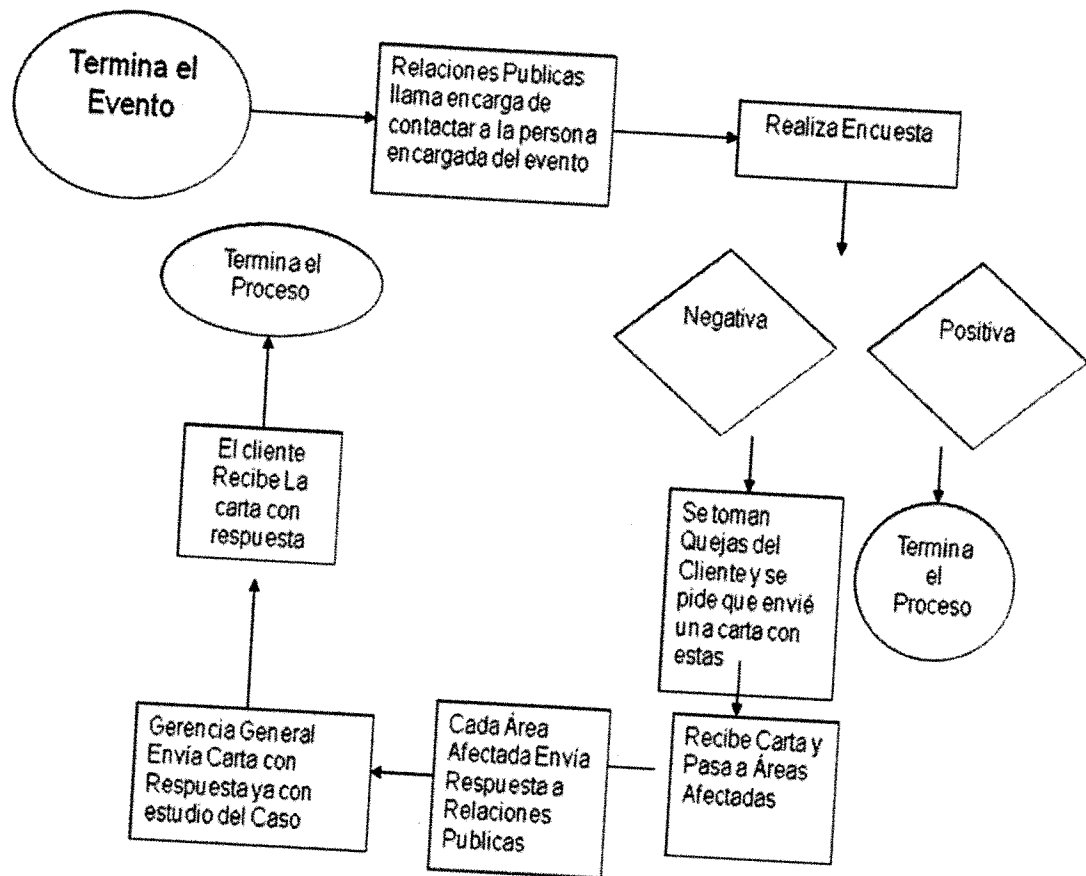 Termina el
Evento
Relaciones Publicas
llama encarga de
contactar a la persona
encargada del evento
Realiza Encuesta
Negativa
Positiva
Se toman
Quejas del
Cliente y se
pide que envié
una carta con
estas
Termina
el
Proceso
Recibe Carta y
Pasa a Áreas
Afectadas
Cada Área
Afectada Envía
Respuesta a
Relaciones
Publicas
Gerencia General
Envía Carta con
Respuesta ya con
estudio del Caso
El cliente
Recibe La
carta con
respuesta
Termina el
Proceso